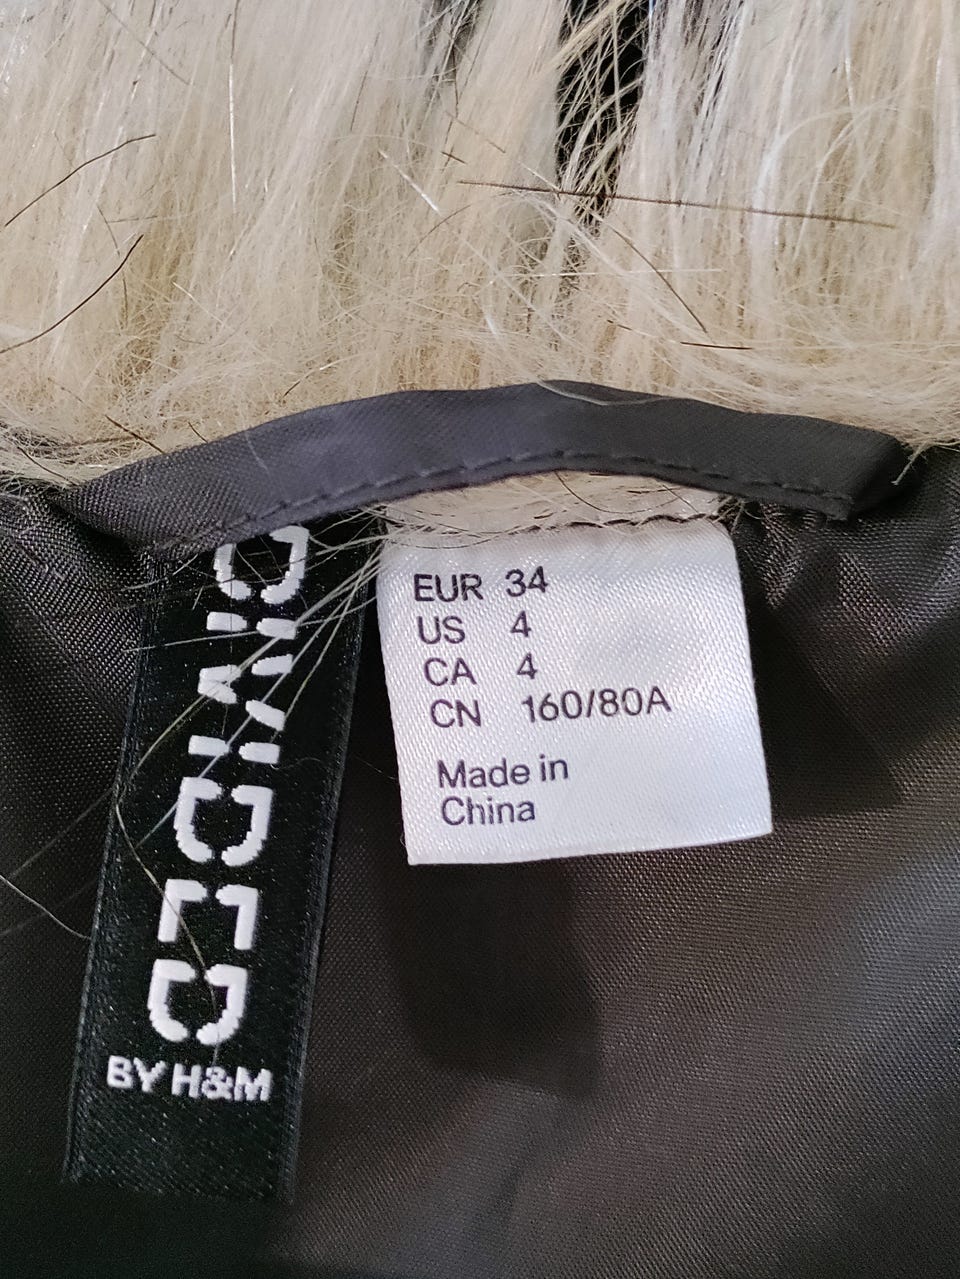 DIVIDED
BY H&M
EUR 34
US 4
CA 4
CN 160/80A
Made in
China